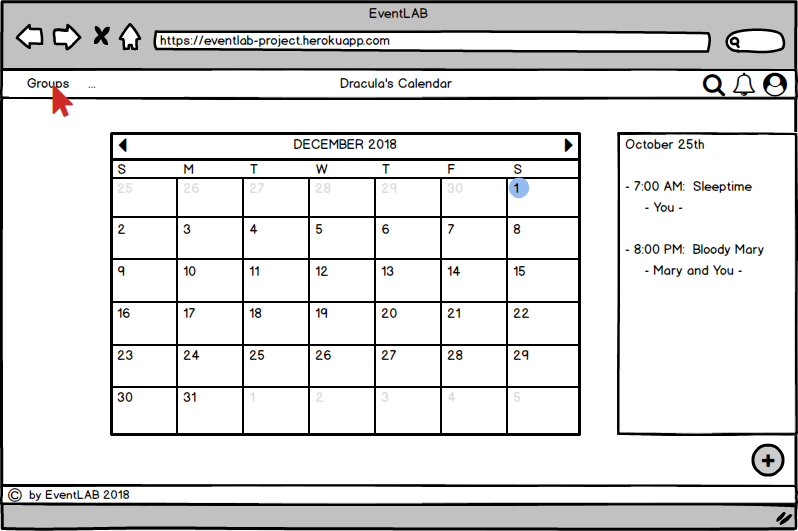 EventLAB
https://eventlab-project.herokuapp.com
Groups ... Dracula's Calendar
DECEMBER 2018
S M T W T F S
25 26 27 28 29 30 1
2 3 4 5 6 7 8
9 10 11 12 13 14 15
16 17 18 19 20 21 22
23 24 25 26 27 28 29
30 31 1 2 3 4 5
October 25th
- 7:00 AM: Sleeptime
- You -
- 8:00 PM: Bloody Mary
- Mary and You -
© by EventLAB 2018